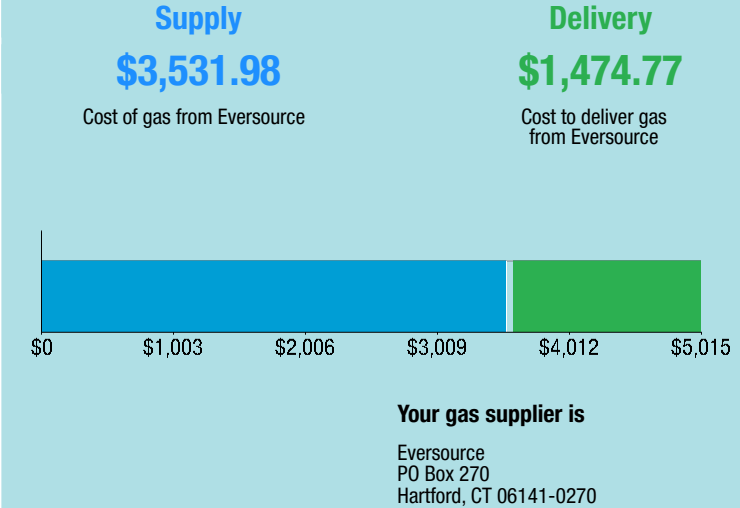 Supply
$3,531.98
Cost of gas from Eversource
Delivery
$1,474.77
Cost to deliver gas
from Eversource
$0 $1,003 $2,006 $3,009 $4,012 $5,015
Your gas supplier is
Eversource
PO Box 270
Hartford, CT 06141-0270